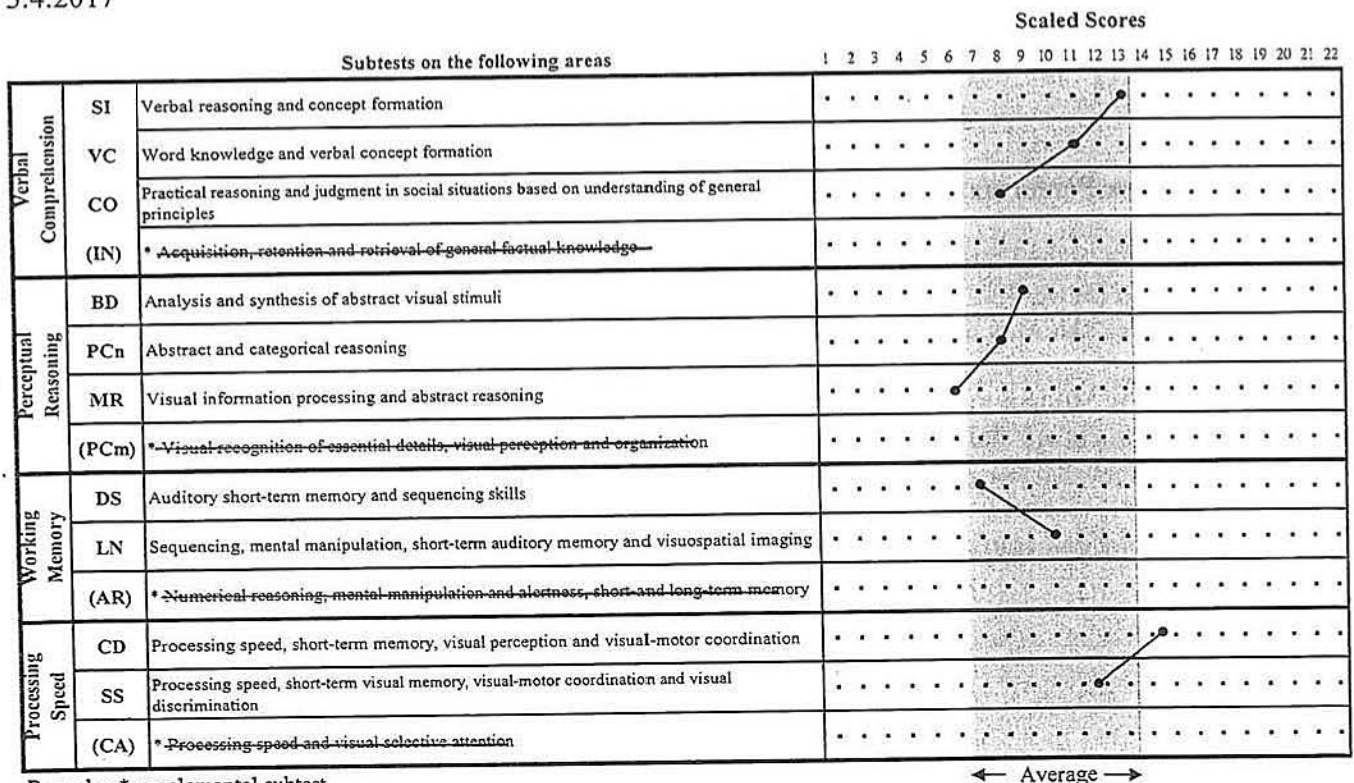 5.4.2017
Scaled Scores
Subtests on the following areas
1 2 3 4 5 6 7 8 9 10 11 12 13 14 15 16 17 18 19 20 21 22
Verbal Comprehension
SI Verbal reasoning and concept formation
VC Word knowledge and verbal concept formation
CO Practical reasoning and judgment in social situations based on understanding of general
principles
(IN) * Acquisition, retention and retrieval of general factual knowledge
Perceptual Reasoning
BD Analysis and synthesis of abstract visual stimuli
PCn Abstract and categorical reasoning
MR Visual information processing and abstract reasoning
(PCm) * Visual recognition of essential details, visual perception and organization
Working Memory
DS Auditory short-term memory and sequencing skills
LN Sequencing, mental manipulation, short-term auditory memory and visuospatial imaging
(AR) * Numerical reasoning, mental manipulation and alertness, short-and long-term memory
Processing Speed
CD Processing speed, short-term memory, visual perception and visual-motor coordination
SS Processing speed, short-term visual memory, visual-motor coordination and visual
discrimination
(CA) * Processing speed and visual selective attention
← Average →